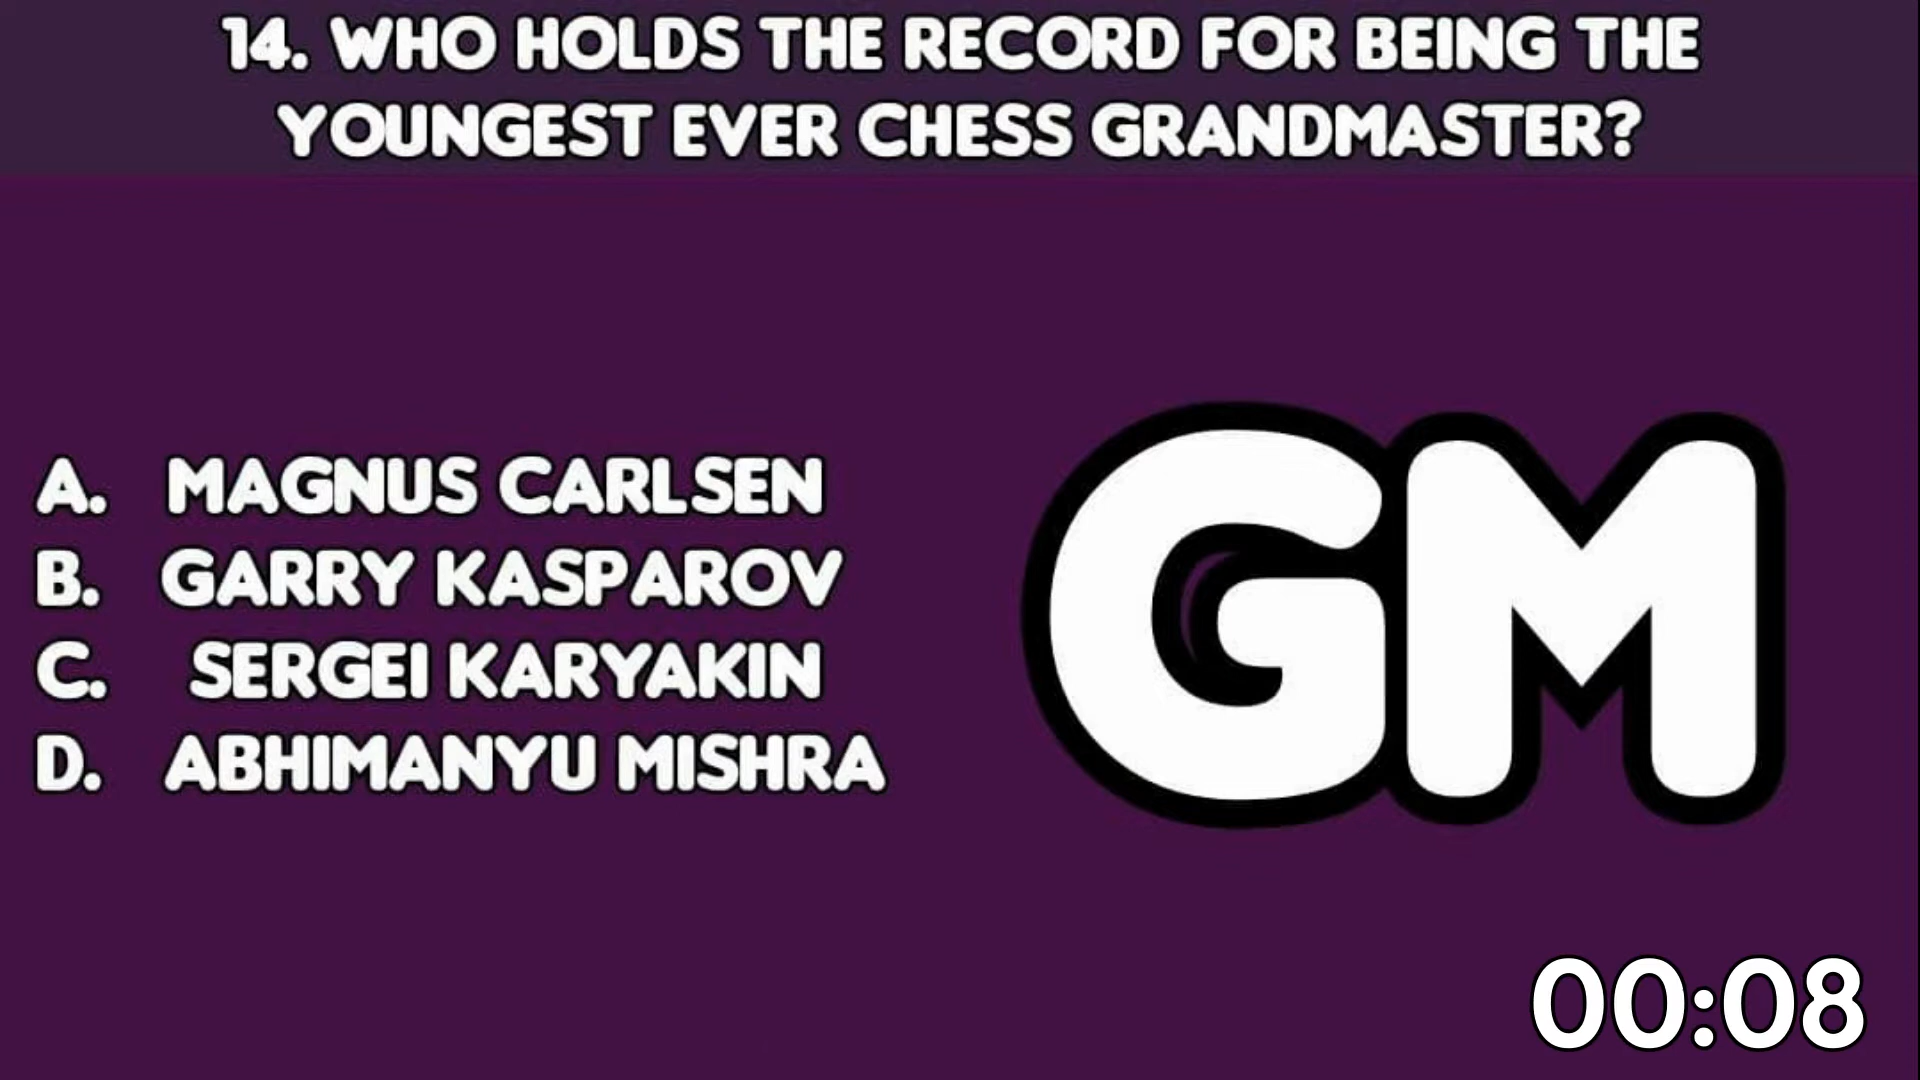 14. WHO HOLDS THE RECORD FOR BEING THE
YOUNGEST EVER CHESS GRANDMASTER?
A. MAGNUS CARLSEN
B. GARRY KASPAROV
C. SERGEI KARYAKIN
D. ABHIMANYU MISHRA
GM
00:08